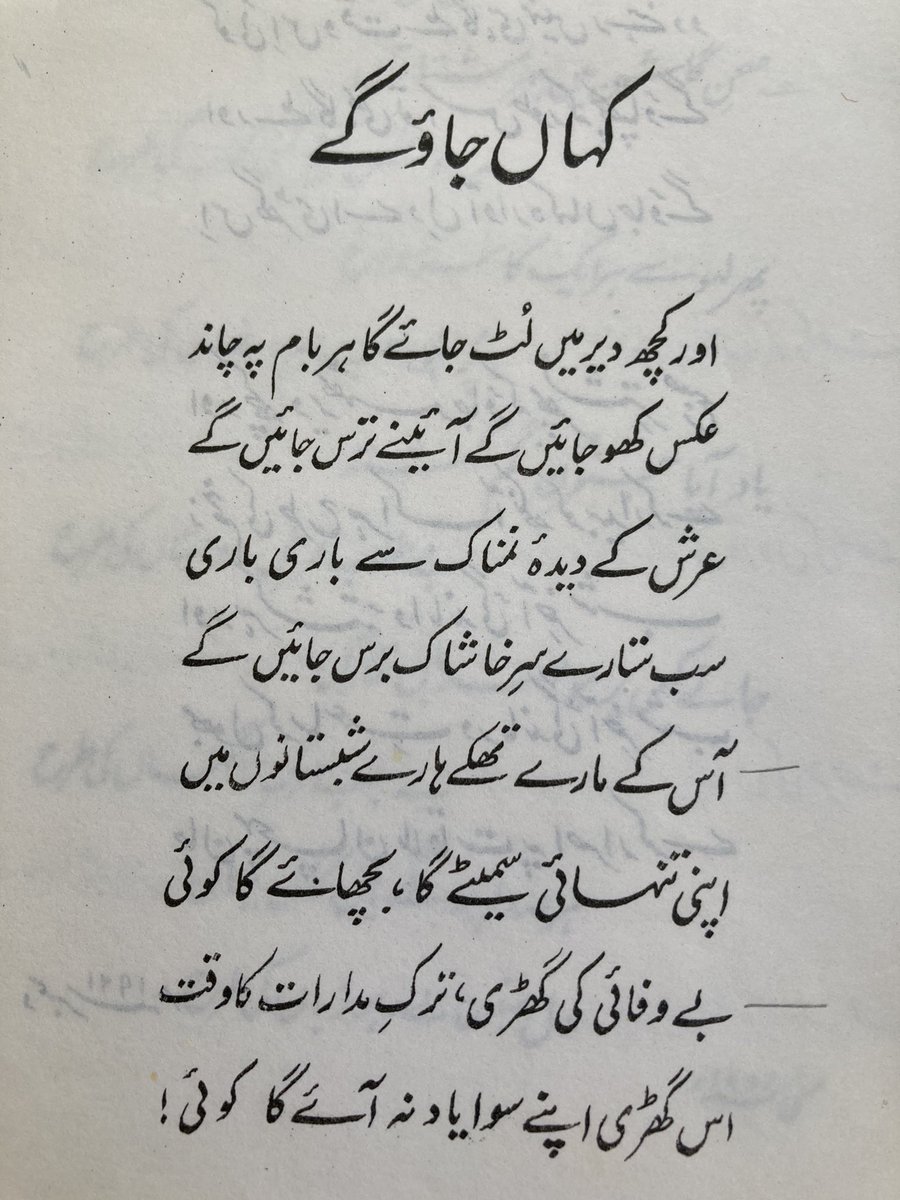 کہاں جاؤ گے
اور کچھ دیر میں لُٹ جائے گا ہر بام پہ چاند
عکس کھو جائیں گے آئینے ترس جائیں گے
عرش کے دیدۂ نمناک سے باری باری
سب ستارے سرِ خاشاک برس جائیں گے
آس کے مارے تھکے ہارے شبستانوں میں
اپنی تنہائی سمیٹے گا، بچھائے گا کوئی
بے وفائی کی گھڑی، ترکِ مدارات کا وقت
اس گھڑی اپنے سوا یاد نہ آئے گا کوئی!